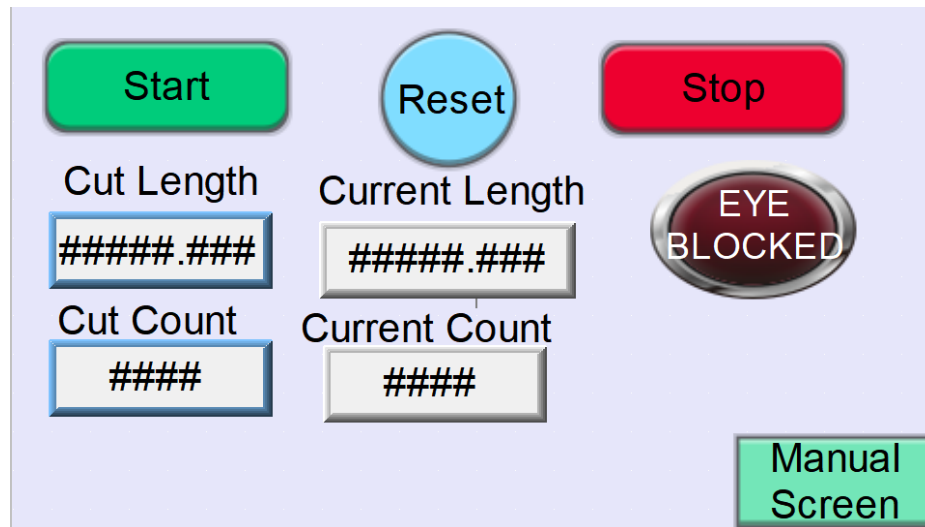 Start
Reset
Stop
Cut Length
Current Length
EYE
BLOCKED
#####.###
#####.###
Cut Count
Current Count
####
####
Manual
Screen